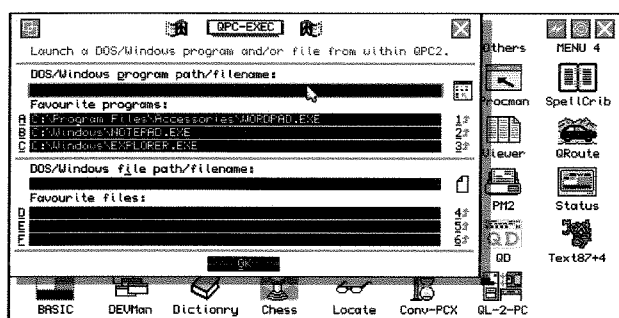 QPC-EXEC
Launch a DOS/Windows program and/or file from within QPC2.
DOS/Windows program path/filename:
Favourite programs:
A C:\Program Files\Accessories\WORDPAD.EXE 1
B C:\Windows\NOTEPAD.EXE 2
C C:\Windows\EXPLORER.EXE 3
DOS/Windows file path/filename:
Favourite files:
D 4
E 5
F 6
OK
Others MENU 4
Procman SpellCrib
Viewer QRoute
PM2 Status
QD
QD Text87+4
BASIC DEVMan Dictionry Chess Locate Conv-PCX QL-2-PC